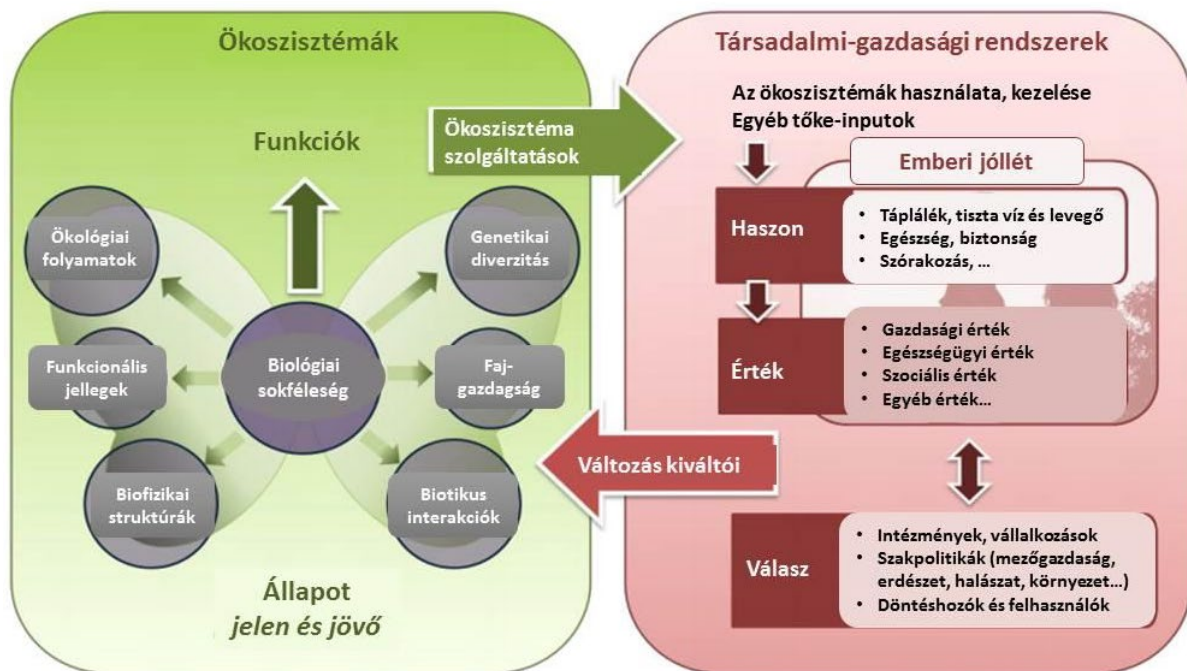 Ökoszisztémák
Funkciók
Ökológiai
folyamatok
Genetikai
diverzitás
Funkcionális
jellegek
Biológiai
sokféleség
Faj-
gazdagság
Biofizikai
struktúrák
Biotikus
interakciók
Állapot
jelen és jövő
Ökoszisztéma
szolgáltatások
Változás kiváltói
Társadalmi-gazdasági rendszerek
Az ökoszisztémák használata, kezelése
Egyéb tőke-inputok
Emberi jóllét
Haszon
• Táplálék, tiszta víz és levegő
• Egészség, biztonság
• Szórakozás, ...
Érték
• Gazdasági érték
• Egészségügyi érték
• Szociális érték
• Egyéb érték...
Válasz
• Intézmények, vállalkozások
• Szakpolitikák (mezőgazdaság,
erdészet, halászat, környezet...)
• Döntéshozók és felhasználók